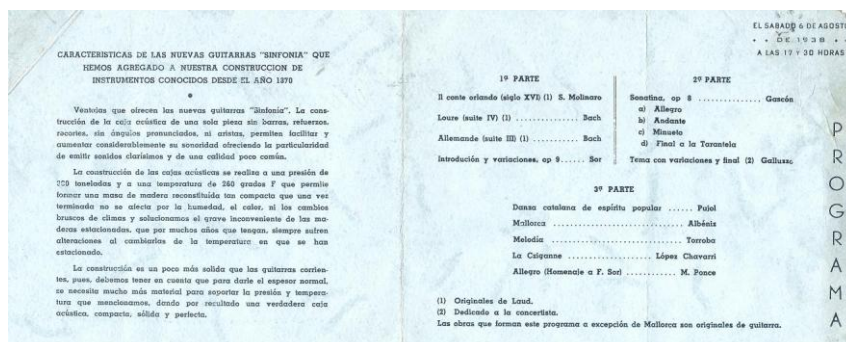 CARACTERISTICAS DE LAS NUEVAS GUITARRAS "SINFONIA" QUE
HEMOS AGREGADO A NUESTRA CONSTRUCCION DE
INSTRUMENTOS CONOCIDOS DESDE EL AÑO 1870
Ventajas que ofrecen las nuevas guitarras "Sinfonia". La cons-
trucción de la caja acústica de una sola pieza sin barras, refuerzos,
recortes, sin ángulos pronunciados, ni aristas, permiten facilitar y
aumentar considerablemente su sonoridad ofreciendo la particularidad
de emitir sonidos clarísimos y de una calidad poco común.
La construcción de las cajas acústicas se realiza a una presión de
200 toneladas y a una temperatura de 260 grados F que permite
formar una masa de madera reconstituída tan compacta que una vez
terminada no se afecta por la humedad, el calor, ni los cambios
bruscos de climas y solucionamos el grave inconveniente de las ma-
deras estacionadas, que por muchos años que tengan, siempre sufren
alteraciones al cambiarlas de la temperatura en que se han
estacionado.
La construcción es un poco más solida que las guitarras corrien-
tes, pues, debemos tener en cuenta que para darle el espesor normal,
se necesita mucho más material para soportar la presión y tempera-
tura que mencionamos, dando por resultado una verdadera caja
acústica, compacta, sólida y perfecta.
EL SABADO 6 DE AGOSTO
DE 1938
A LAS 17 Y 30 HORAS
PROGRAMA
1ª PARTE
Il conte orlando (siglo XVI) (1) S. Molinaro
Loure (suite IV) (1) .............. Bach
Allemande (suite III) (1) ........... Bach
Introdución y variaciones, op 9...... Sor
2ª PARTE
Sonatina, op 8 .............. Gascón
a) Allegro
b) Andante
c) Minueto
d) Final a la Tarantela
Tema con variaciones y final (2) Galluzzo
3ª PARTE
Danza catalana de espíritu popular ...... Pujol
Mallorca .............................. Albéniz
Melodía .............................. Torroba
La Cziganne .............. López Chavarri
Allegro (Homenaje a F. Sor) ............ M. Ponce
(1) Originales de Laud.
(2) Dedicado a la concertista.
Las obras que forman este programa a excepción de Mallorca son originales de guitarra.